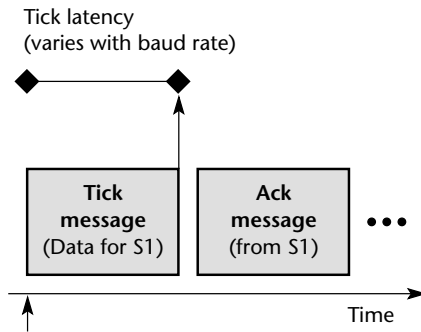 Tick latency
(varies with baud rate)
Tick
message
(Data for S1)
Ack
message
(from S1)
•••
Time